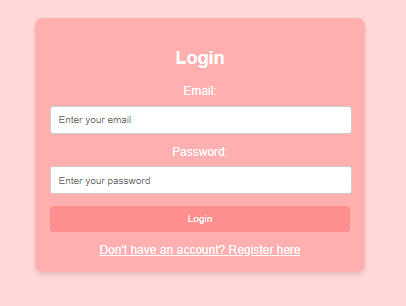 Login
Email:
Enter your email
Password:
Enter your password
Login
Don't have an account? Register here